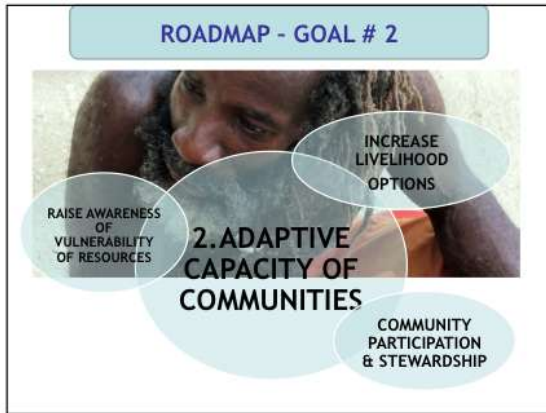 ROADMAP - GOAL # 2
INCREASE
LIVELIHOOD
OPTIONS
RAISE AWARENESS
OF
VULNERABILITY
OF RESOURCES
2.ADAPTIVE
CAPACITY OF
COMMUNITIES
COMMUNITY
PARTICIPATION
& STEWARDSHIP